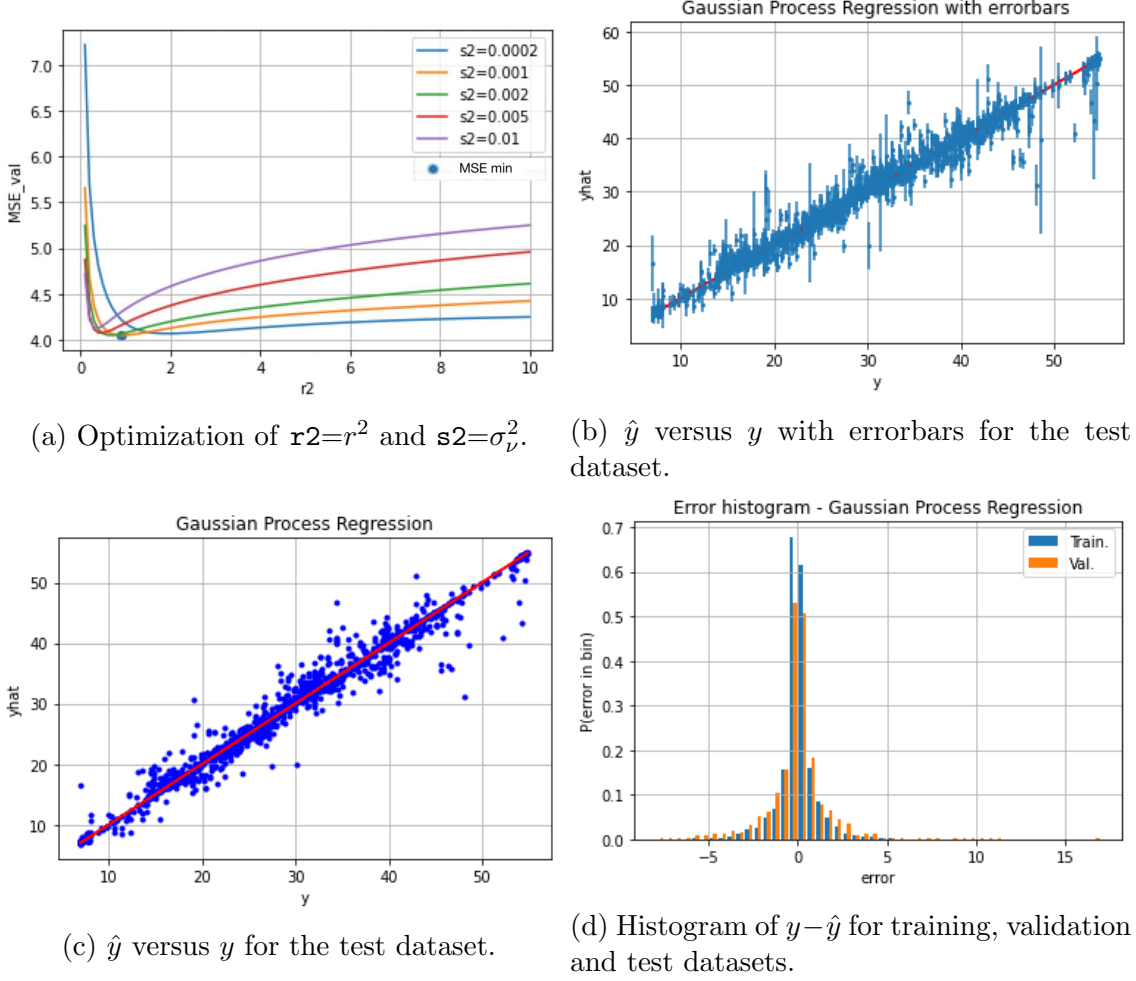 7.0
6.5
6.0
5.5
5.0
4.5
4.0
MSE_val
s2=0.0002
s2=0.001
s2=0.002
s2=0.005
s2=0.01
MSE min
0 2 4 6 8 10
r2
(a) Optimization of r2=r² and s2=σ²ᵥ.
Gaussian Process Regression with errorbars
60
50
40
30
20
10
yhat
10 20 30 40 50
y
(b) ŷ versus y with errorbars for the test
dataset.
Gaussian Process Regression
50
40
30
20
10
yhat
10 20 30 40 50
y
(c) ŷ versus y for the test dataset.
Error histogram - Gaussian Process Regression
0.7
0.6
0.5
0.4
0.3
0.2
0.1
0.0
P(error in bin)
Train.
Val.
−5 0 5 10 15
error
(d) Histogram of y−ŷ for training, validation
and test datasets.